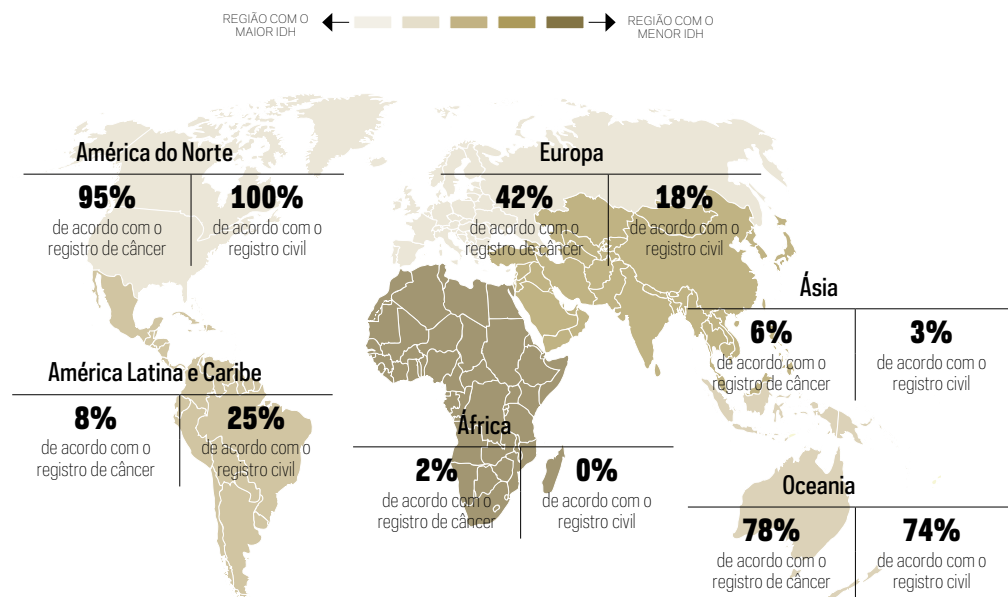 REGIÃO COM O
MAIOR IDH
REGIÃO COM O
MENOR IDH
América do Norte
95%
de acordo com o
registro de câncer
100%
de acordo com o
registro civil
Europa
42%
de acordo com o
registro de câncer
18%
de acordo com o
registro civil
Ásia
6%
de acordo com o
registro de câncer
3%
de acordo com o
registro civil
América Latina e Caribe
8%
de acordo com o
registro de câncer
25%
de acordo com o
registro civil
África
2%
de acordo com o
registro de câncer
0%
de acordo com o
registro civil
Oceania
78%
de acordo com o
registro de câncer
74%
de acordo com o
registro civil